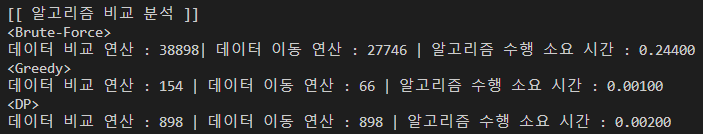 [[ 알고리즘 비교 분석 ]]
<Brute-Force>
데이터 비교 연산 : 38898| 데이터 이동 연산 : 27746 | 알고리즘 수행 소요 시간 : 0.24400
<Greedy>
데이터 비교 연산 : 154 | 데이터 이동 연산 : 66 | 알고리즘 수행 소요 시간 : 0.00100
<DP>
데이터 비교 연산 : 898 | 데이터 이동 연산 : 898 | 알고리즘 수행 소요 시간 : 0.00200